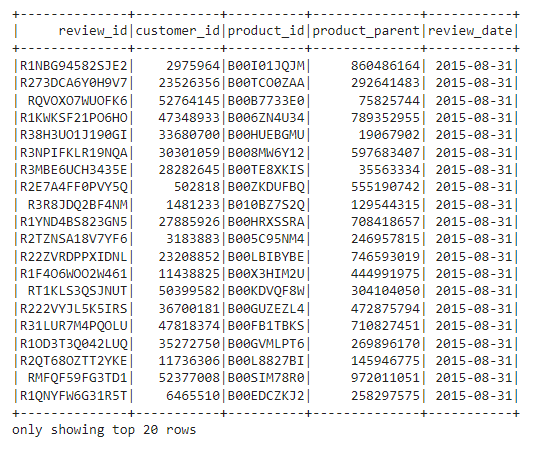 +--------------+-----------+----------+--------------+-----------+
|     review_id|customer_id|product_id|product_parent|review_date|
+--------------+-----------+----------+--------------+-----------+
|R1NBG94582SJE2|    2975964|B00I01JQJM|     860486164| 2015-08-31|
|R273DCA6Y0H9V7|   23526356|B00TCO0ZAA|     292641483| 2015-08-31|
| RQVOXO7WUOFK6|   52764145|B00B7733E0|      75825744| 2015-08-31|
|R1KWKSF21PO6HO|   47348933|B006ZN4U34|     789352955| 2015-08-31|
|R38H3UO1J190GI|   33680700|B00HUEBGMU|      19067902| 2015-08-31|
|R3NPIFKLR19NQA|   30301059|B008MW6Y12|     597683407| 2015-08-31|
|R3MBE6UCH3435E|   28282645|B00TE8XKIS|      35563334| 2015-08-31|
|R2E7A4FF0PVY5Q|     502818|B00ZKDUFBQ|     555190742| 2015-08-31|
| R3R8JDQ2BF4NM|    1481233|B010BZ7S2Q|     129544315| 2015-08-31|
|R1YND4BS823GN5|   27885926|B00HRXSSRA|     708418657| 2015-08-31|
|R2TZNSA18V7YF6|    3183883|B005C95NM4|     246957815| 2015-08-31|
|R22ZVRDPPXIDNL|   23208852|B00LBIBYBE|     746593019| 2015-08-31|
|R1F4O6WOO2W461|   11438825|B00X3HIM2U|     444991975| 2015-08-31|
| RT1KLS3QSJNUT|   50399582|B00KDVQF8W|     304104050| 2015-08-31|
|R222VYJL5K5IRS|   36700181|B00GUZEZL4|     472875794| 2015-08-31|
|R31LUR7M4PQOLU|   47818374|B00FB1TBKS|     710827451| 2015-08-31|
|R1OD3T3Q042LUQ|   35272750|B00GVMLPT6|     269896170| 2015-08-31|
|R2QT68OZTT2YKE|   11736306|B00L8827BI|     145946775| 2015-08-31|
| RMFQF59FG3TD1|   52377008|B00SIM78R0|     972011051| 2015-08-31|
|R1QNYFW6G31R5T|    6465510|B00EDCZKJ2|     258297575| 2015-08-31|
+--------------+-----------+----------+--------------+-----------+
only showing top 20 rows